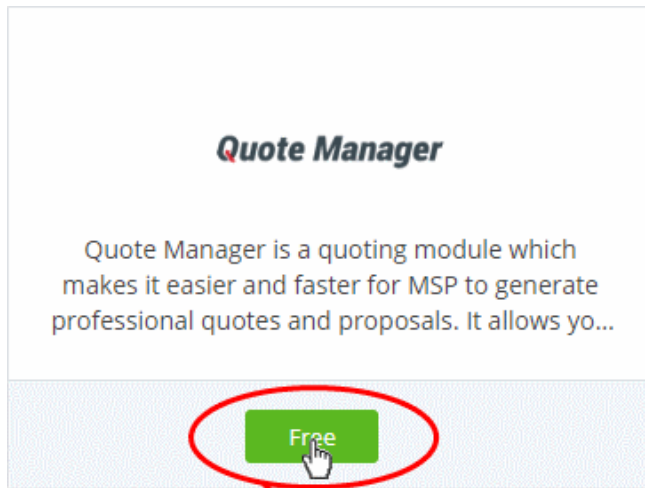 Quote Manager
Quote Manager is a quoting module which
makes it easier and faster for MSP to generate
professional quotes and proposals. It allows yo...
Free